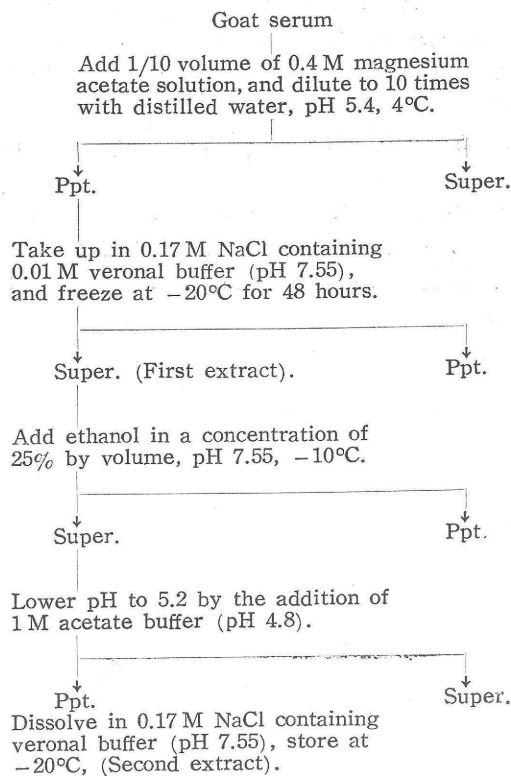 Goat serum
Add 1/10 volume of 0.4 M magnesium
acetate solution, and dilute to 10 times
with distilled water, pH 5.4, 4°C.
Ppt.
Super.
Take up in 0.17 M NaCl containing
0.01 M veronal buffer (pH 7.55),
and freeze at −20°C for 48 hours.
Super. (First extract).
Ppt.
Add ethanol in a concentration of
25% by volume, pH 7.55, −10°C.
Super.
Ppt.
Lower pH to 5.2 by the addition of
1 M acetate buffer (pH 4.8).
Ppt.
Super.
Dissolve in 0.17 M NaCl containing
veronal buffer (pH 7.55), store at
−20°C, (Second extract).